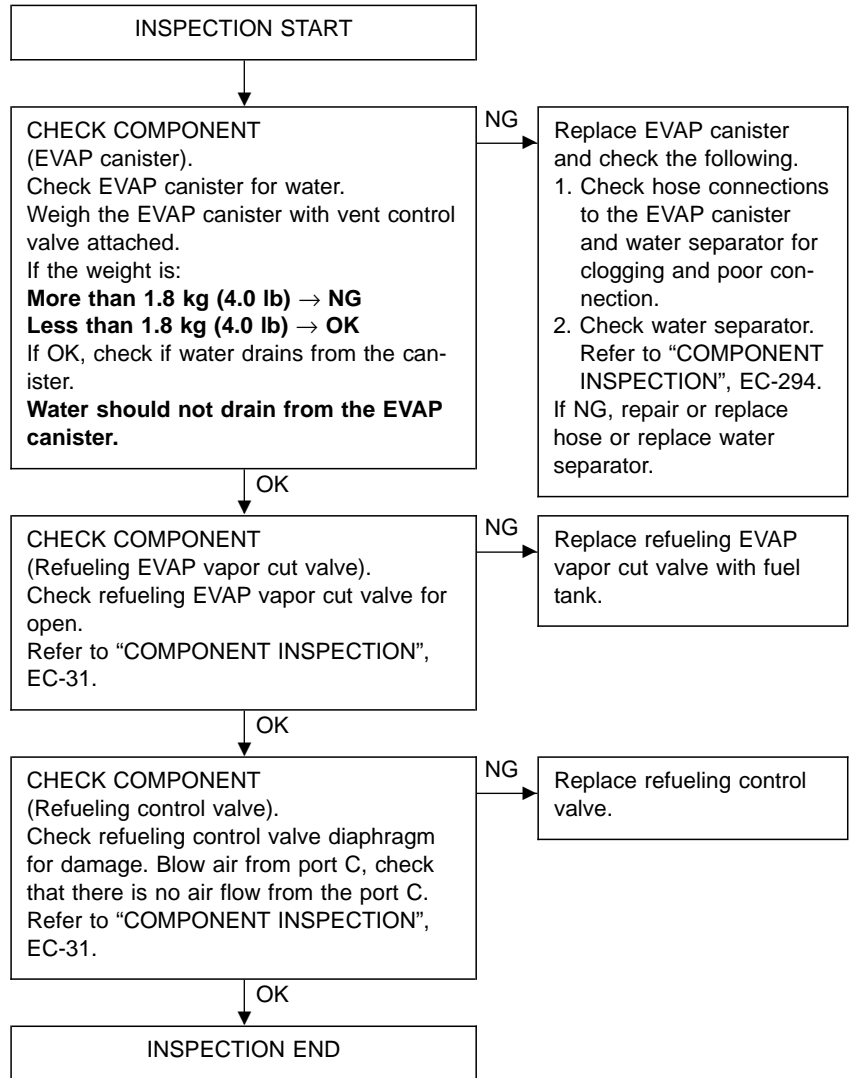 INSPECTION START
CHECK COMPONENT
(EVAP canister).
Check EVAP canister for water.
Weigh the EVAP canister with vent control
valve attached.
If the weight is:
More than 1.8 kg (4.0 lb) → NG
Less than 1.8 kg (4.0 lb) → OK
If OK, check if water drains from the can-
ister.
Water should not drain from the EVAP
canister.
NG
Replace EVAP canister
and check the following.
1. Check hose connections
to the EVAP canister
and water separator for
clogging and poor con-
nection.
2. Check water separator.
Refer to “COMPONENT
INSPECTION”, EC-294.
If NG, repair or replace
hose or replace water
separator.
OK
CHECK COMPONENT
(Refueling EVAP vapor cut valve).
Check refueling EVAP vapor cut valve for
open.
Refer to “COMPONENT INSPECTION”,
EC-31.
NG
Replace refueling EVAP
vapor cut valve with fuel
tank.
OK
CHECK COMPONENT
(Refueling control valve).
Check refueling control valve diaphragm
for damage. Blow air from port C, check
that there is no air flow from the port C.
Refer to “COMPONENT INSPECTION”,
EC-31.
NG
Replace refueling control
valve.
OK
INSPECTION END